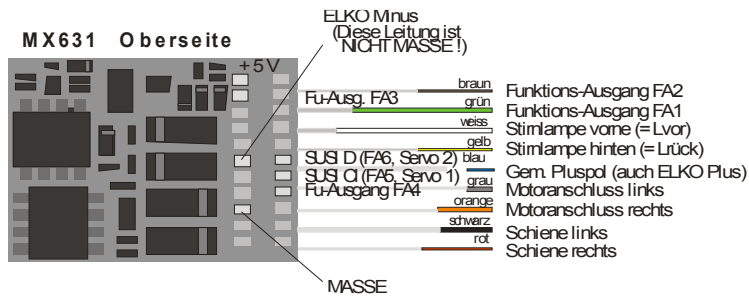 ELKO Minus
(Diese Leitung ist
NICHT MASSE !)
MX631 Oberseite
+5V
braun Funktions-Ausgang FA2
Fu-Ausg. FA3
grün Funktions-Ausgang FA1
weiss Stirnlampe vorne (= Lvor)
gelb Stirnlampe hinten (= Lrück)
SUSI D (FA6, Servo 2)
blau Gem. Pluspol (auch ELKO Plus)
SUSI Cl (FA5, Servo 1)
grau Motoranschluss links
Fu-Ausgang FA4
orange Motoranschluss rechts
schwarz Schiene links
rot Schiene rechts
MASSE